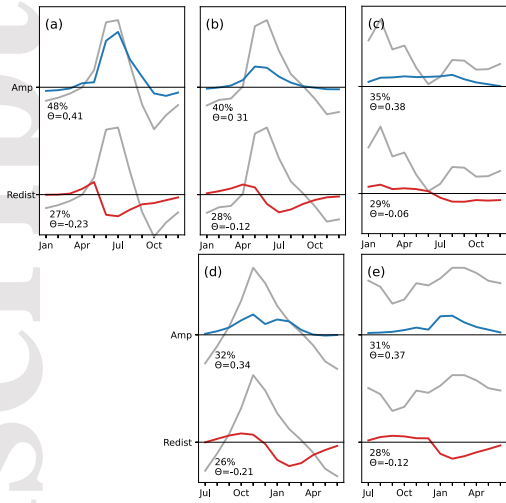 (a)
(b)
(c)
Amp
48%
Θ=0.41
40%
Θ=0 31
35%
Θ=0.38
Redist
27%
Θ=-0.23
28%
Θ=-0.12
29%
Θ=-0.06
Jan Apr Jul Oct
Jan Apr Jul Oct
Jan Apr Jul Oct
(d)
(e)
Amp
32%
Θ=0,34
31%
Θ=0.37
Redist
26%
Θ=-0.21
28%
Θ=-0.12
Jul Oct Jan Apr
Jul Oct Jan Apr